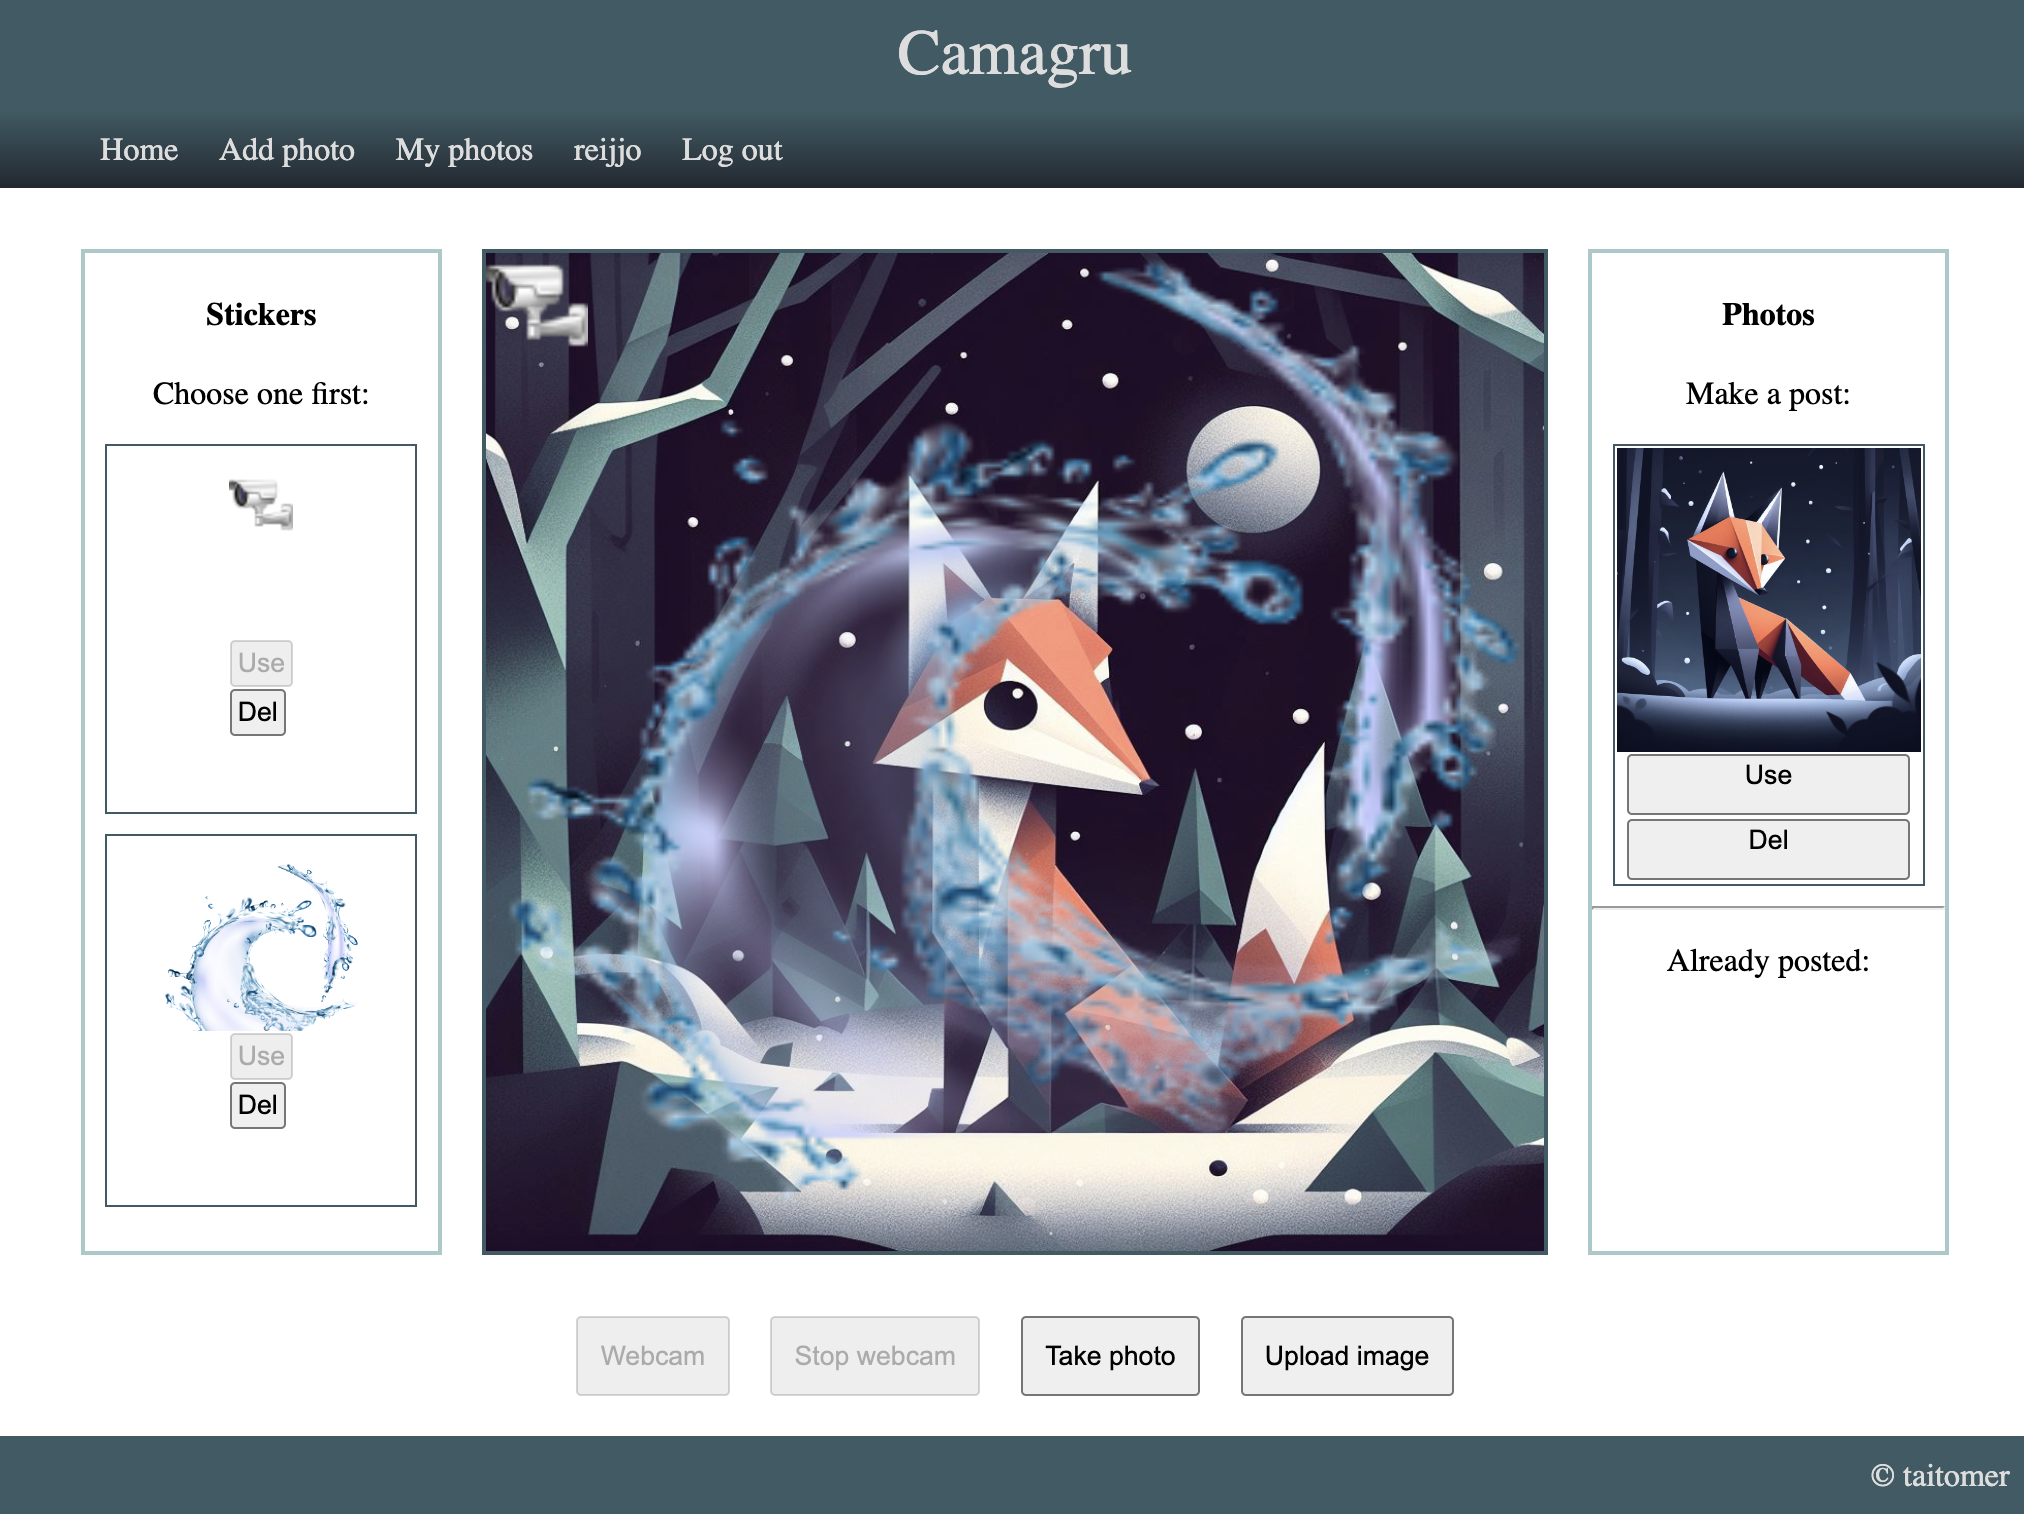 Camagru
Home Add photo My photos reijjo Log out
Stickers
Choose one first:
Use
Del
Use
Del
Photos
Make a post:
Use
Del
Already posted:
Webcam Stop webcam Take photo Upload image
© taitomer